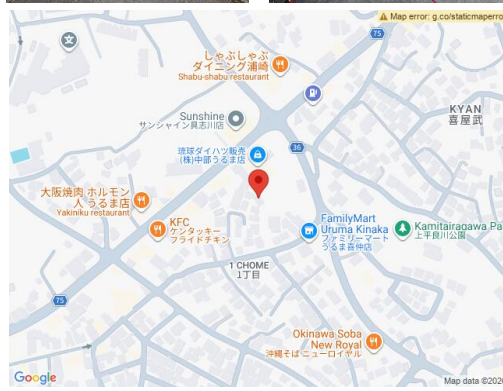 Map error: g.co/staticmaperro
75
しゃぶしゃぶ
ダイニング浦崎
Shabu-shabu restaurant
文
KYAN
喜屋武
Sunshine
サンシャイン具志川店
36
琉球ダイハツ販売
(株)中部うるま店
大阪焼肉 ホルモン
人 うるま店
Yakiniku restaurant
KFC
ケンタッキー
フライドチキン
FamilyMart
Uruma Kinaka
ファミリーマート
うるま喜仲店
Kamitairagawa Pa
上平良川公園
1 CHOME
1丁目
75
Okinawa Soba
New Royal
沖縄そば ニューロイヤル
Google
Map data ©202